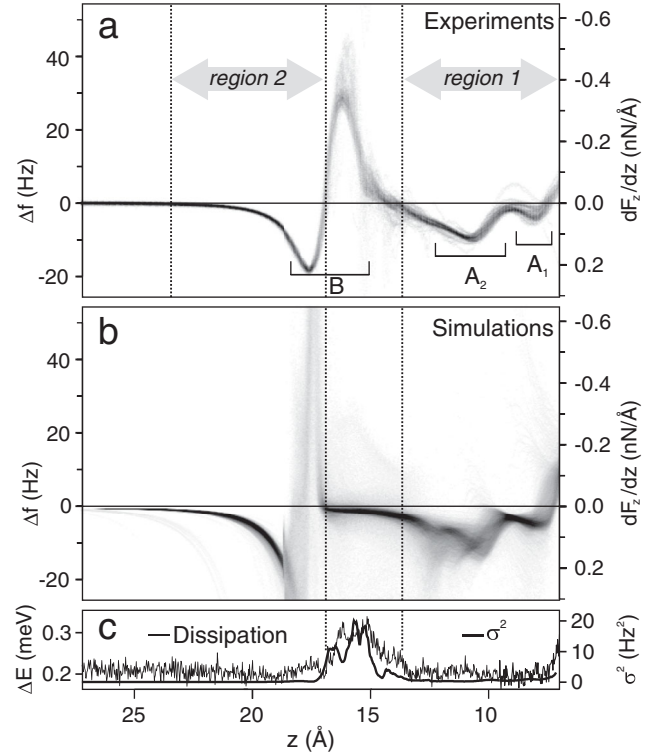 a
Experiments
region 2
region 1
40
20
0
-20
Δf (Hz)
-0.6
-0.4
-0.2
0.0
0.2
dFz/dz (nN/Å)
B
A2
A1
b
Simulations
40
20
0
-20
Δf (Hz)
-0.6
-0.4
-0.2
0.0
0.2
dFz/dz (nN/Å)
c
Dissipation
σ²
0.3
0.2
ΔE (meV)
20
10
0
σ² (Hz²)
25
20
15
10
z (Å)